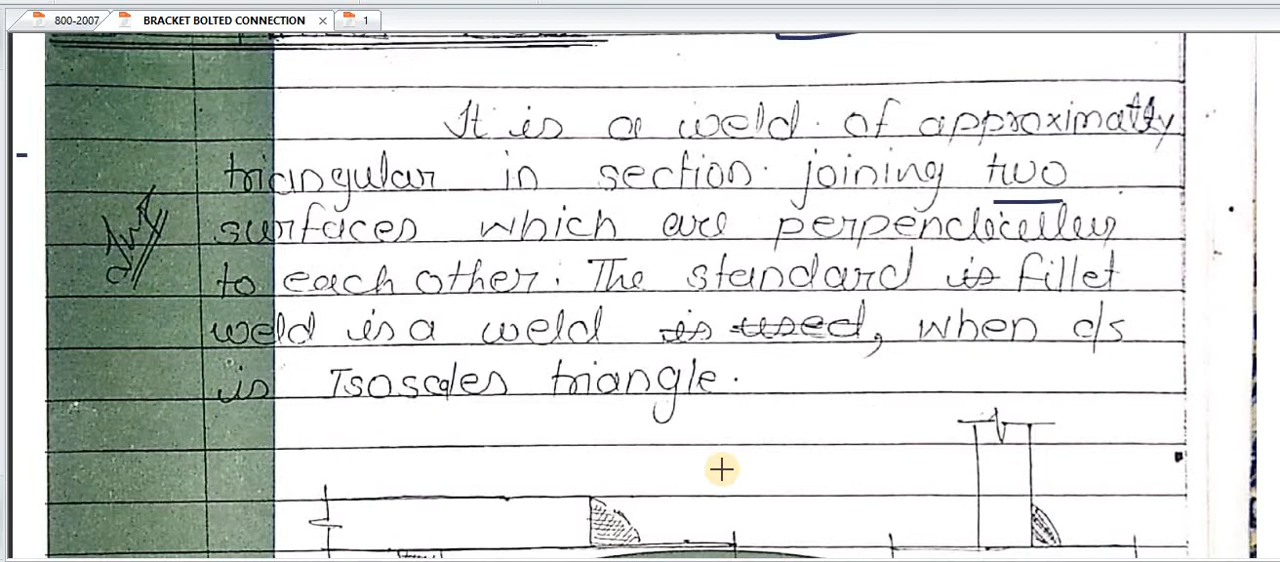 800-2007
BRACKET BOLTED CONNECTION
1
It is a weld of approximatly
triangular in section joining two
surfaces which are perpendiculler
to each other. The standard is fillet
weld is a weld is used, when c/s
is Isosceles triangle.